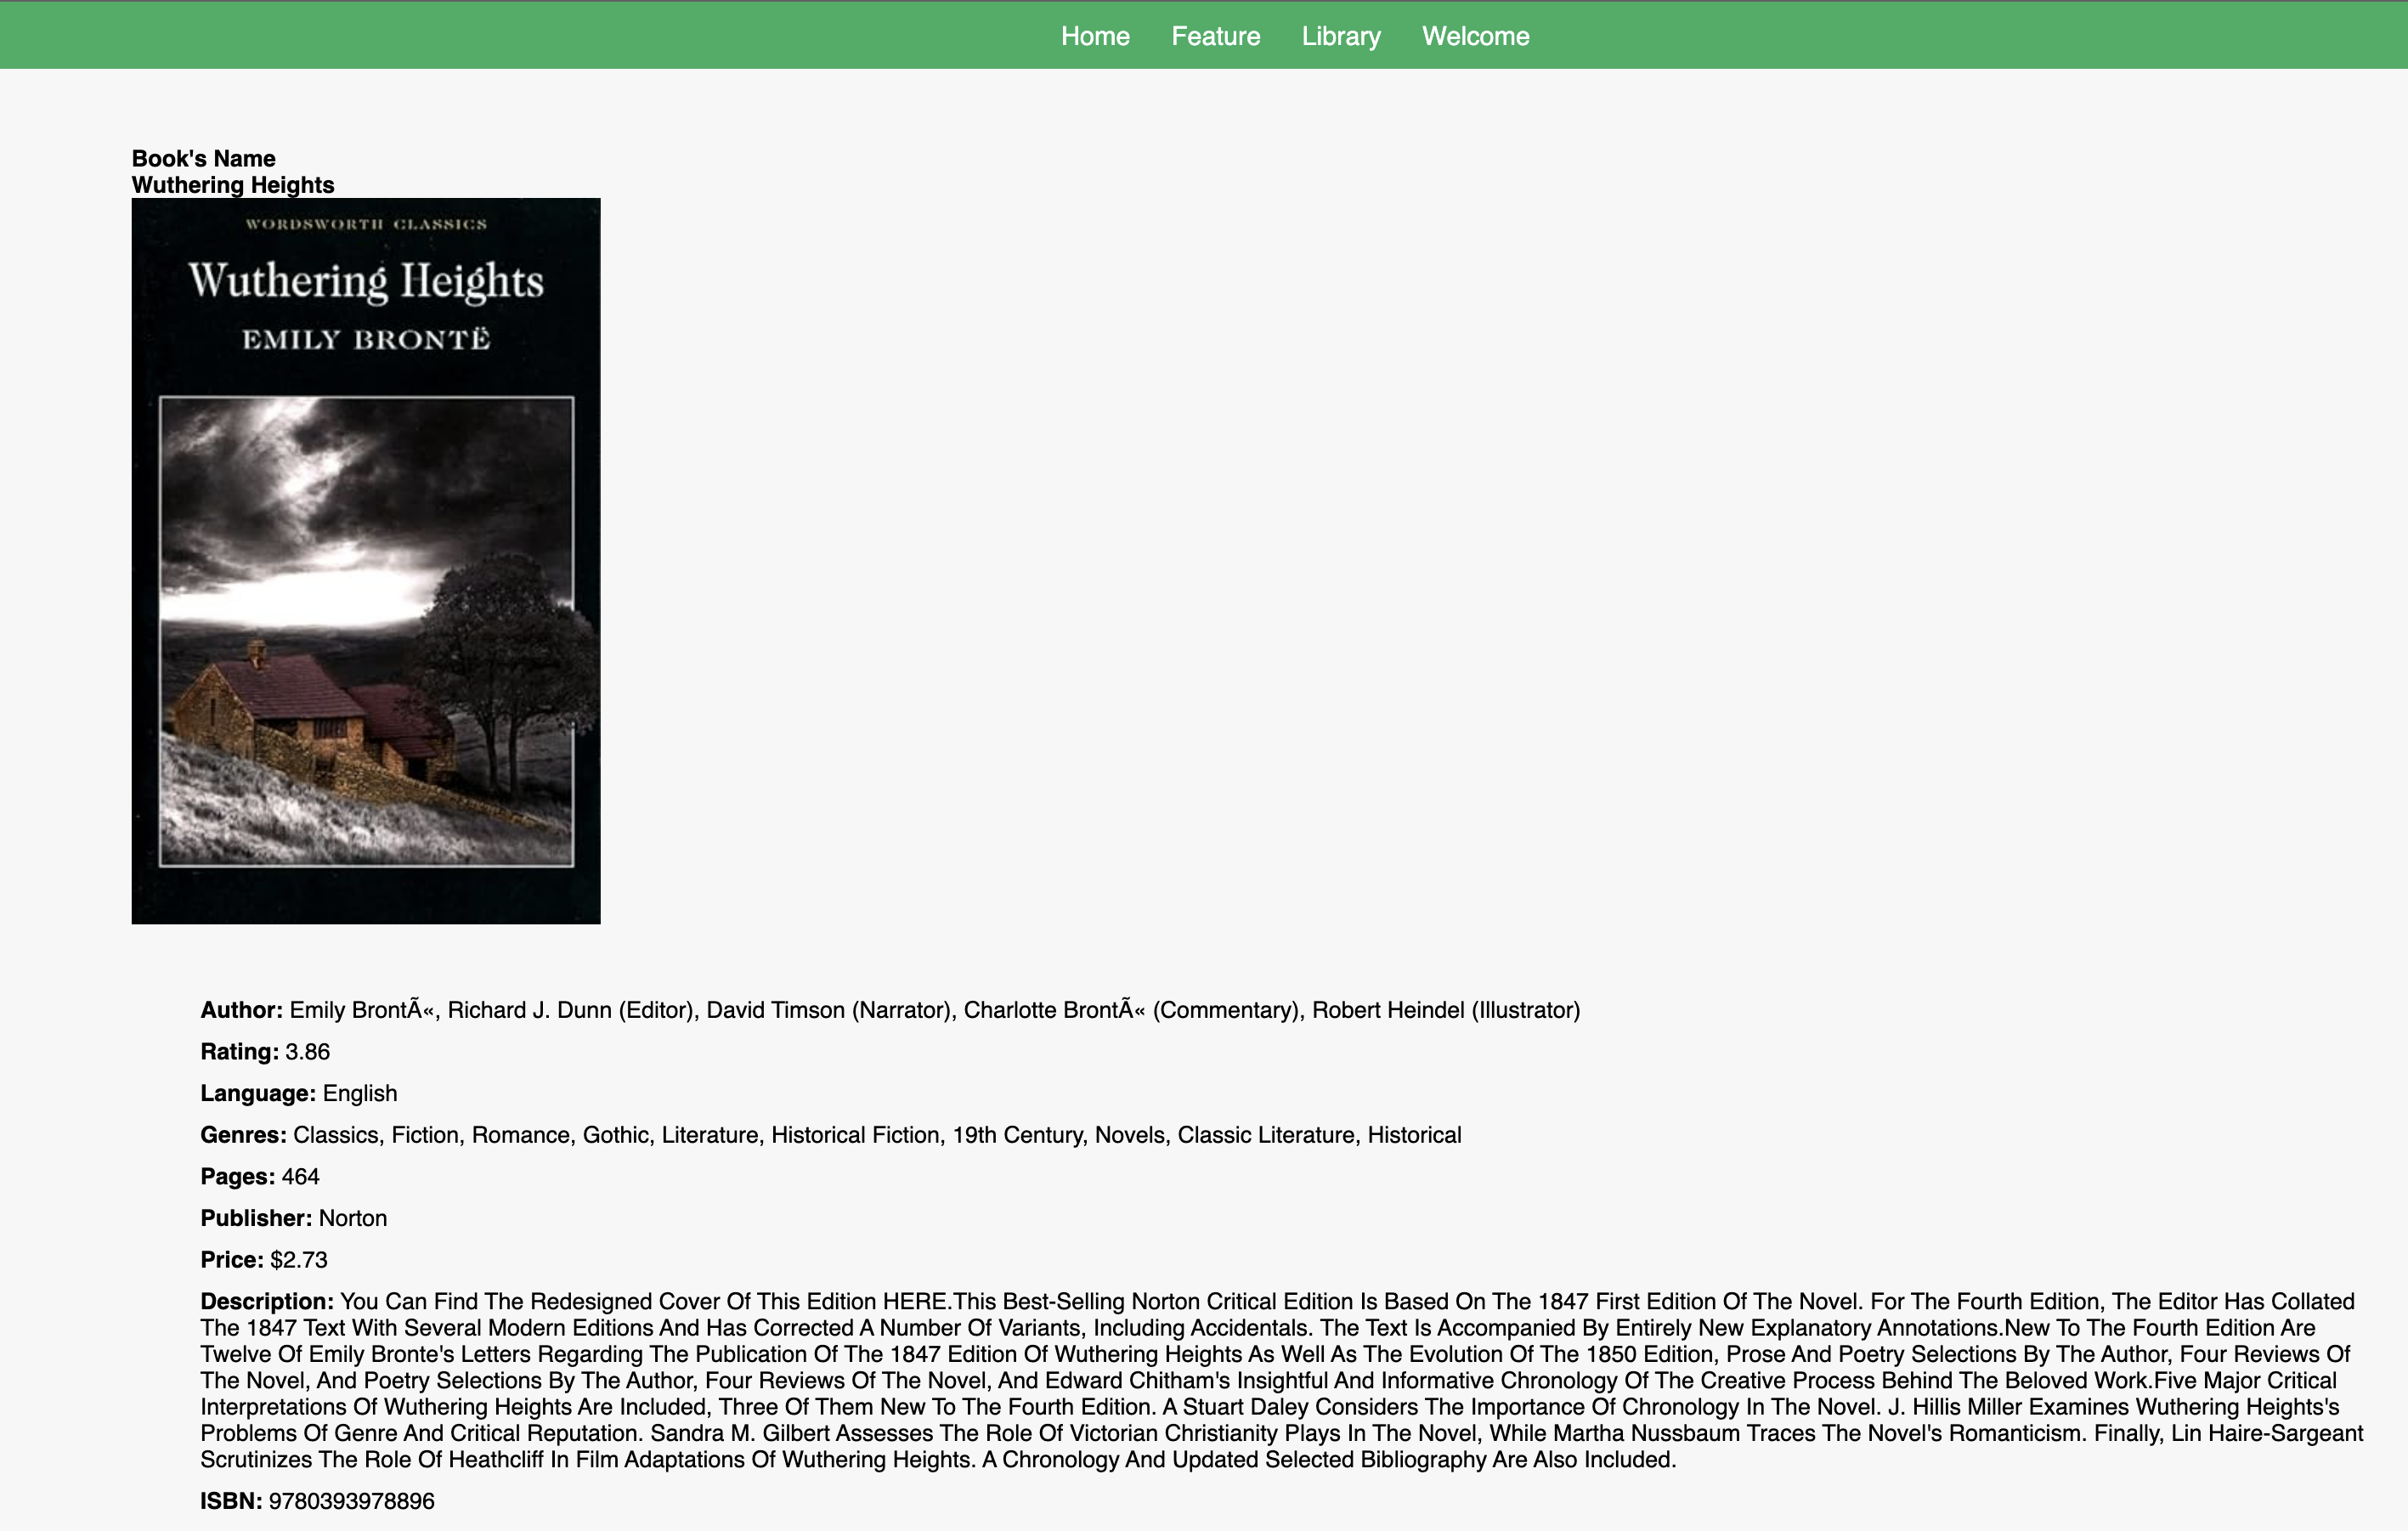 Home Feature Library Welcome
Book's Name
Wuthering Heights
WORDSWORTH CLASSICS
Wuthering Heights
EMILY BRONTË
Author: Emily BrontÃ«, Richard J. Dunn (Editor), David Timson (Narrator), Charlotte BrontÃ« (Commentary), Robert Heindel (Illustrator)
Rating: 3.86
Language: English
Genres: Classics, Fiction, Romance, Gothic, Literature, Historical Fiction, 19th Century, Novels, Classic Literature, Historical
Pages: 464
Publisher: Norton
Price: $2.73
Description: You Can Find The Redesigned Cover Of This Edition HERE.This Best-Selling Norton Critical Edition Is Based On The 1847 First Edition Of The Novel. For The Fourth Edition, The Editor Has Collated
The 1847 Text With Several Modern Editions And Has Corrected A Number Of Variants, Including Accidentals. The Text Is Accompanied By Entirely New Explanatory Annotations.New To The Fourth Edition Are
Twelve Of Emily Bronte's Letters Regarding The Publication Of The 1847 Edition Of Wuthering Heights As Well As The Evolution Of The 1850 Edition, Prose And Poetry Selections By The Author, Four Reviews Of
The Novel, And Poetry Selections By The Author, Four Reviews Of The Novel, And Edward Chitham's Insightful And Informative Chronology Of The Creative Process Behind The Beloved Work.Five Major Critical
Interpretations Of Wuthering Heights Are Included, Three Of Them New To The Fourth Edition. A Stuart Daley Considers The Importance Of Chronology In The Novel. J. Hillis Miller Examines Wuthering Heights's
Problems Of Genre And Critical Reputation. Sandra M. Gilbert Assesses The Role Of Victorian Christianity Plays In The Novel, While Martha Nussbaum Traces The Novel's Romanticism. Finally, Lin Haire-Sargeant
Scrutinizes The Role Of Heathcliff In Film Adaptations Of Wuthering Heights. A Chronology And Updated Selected Bibliography Are Also Included.
ISBN: 9780393978896